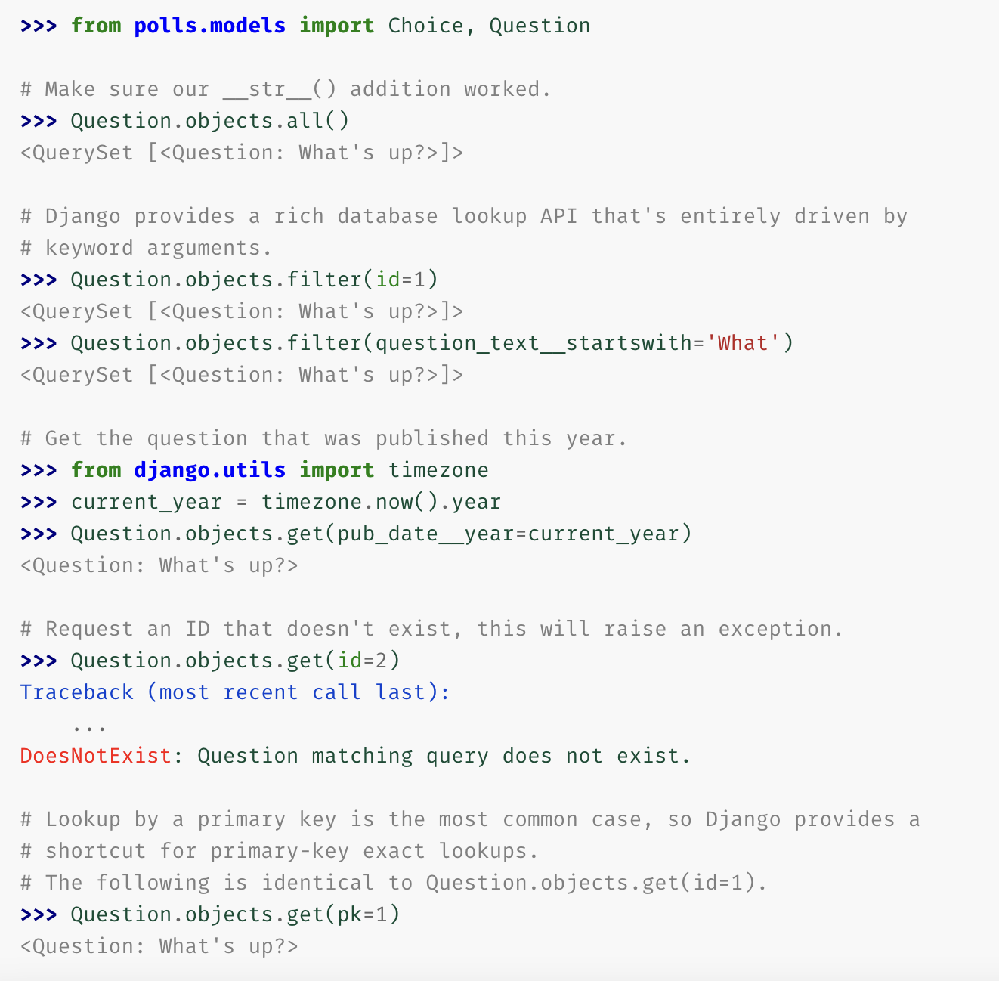 >>> from polls.models import Choice, Question
# Make sure our __str__() addition worked.
>>> Question.objects.all()
<QuerySet [<Question: What's up?>]>
# Django provides a rich database lookup API that's entirely driven by
# keyword arguments.
>>> Question.objects.filter(id=1)
<QuerySet [<Question: What's up?>]>
>>> Question.objects.filter(question_text__startswith='What')
<QuerySet [<Question: What's up?>]>
# Get the question that was published this year.
>>> from django.utils import timezone
>>> current_year = timezone.now().year
>>> Question.objects.get(pub_date__year=current_year)
<Question: What's up?>
# Request an ID that doesn't exist, this will raise an exception.
>>> Question.objects.get(id=2)
Traceback (most recent call last):
    ...
DoesNotExist: Question matching query does not exist.
# Lookup by a primary key is the most common case, so Django provides a
# shortcut for primary-key exact lookups.
# The following is identical to Question.objects.get(id=1).
>>> Question.objects.get(pk=1)
<Question: What's up?>